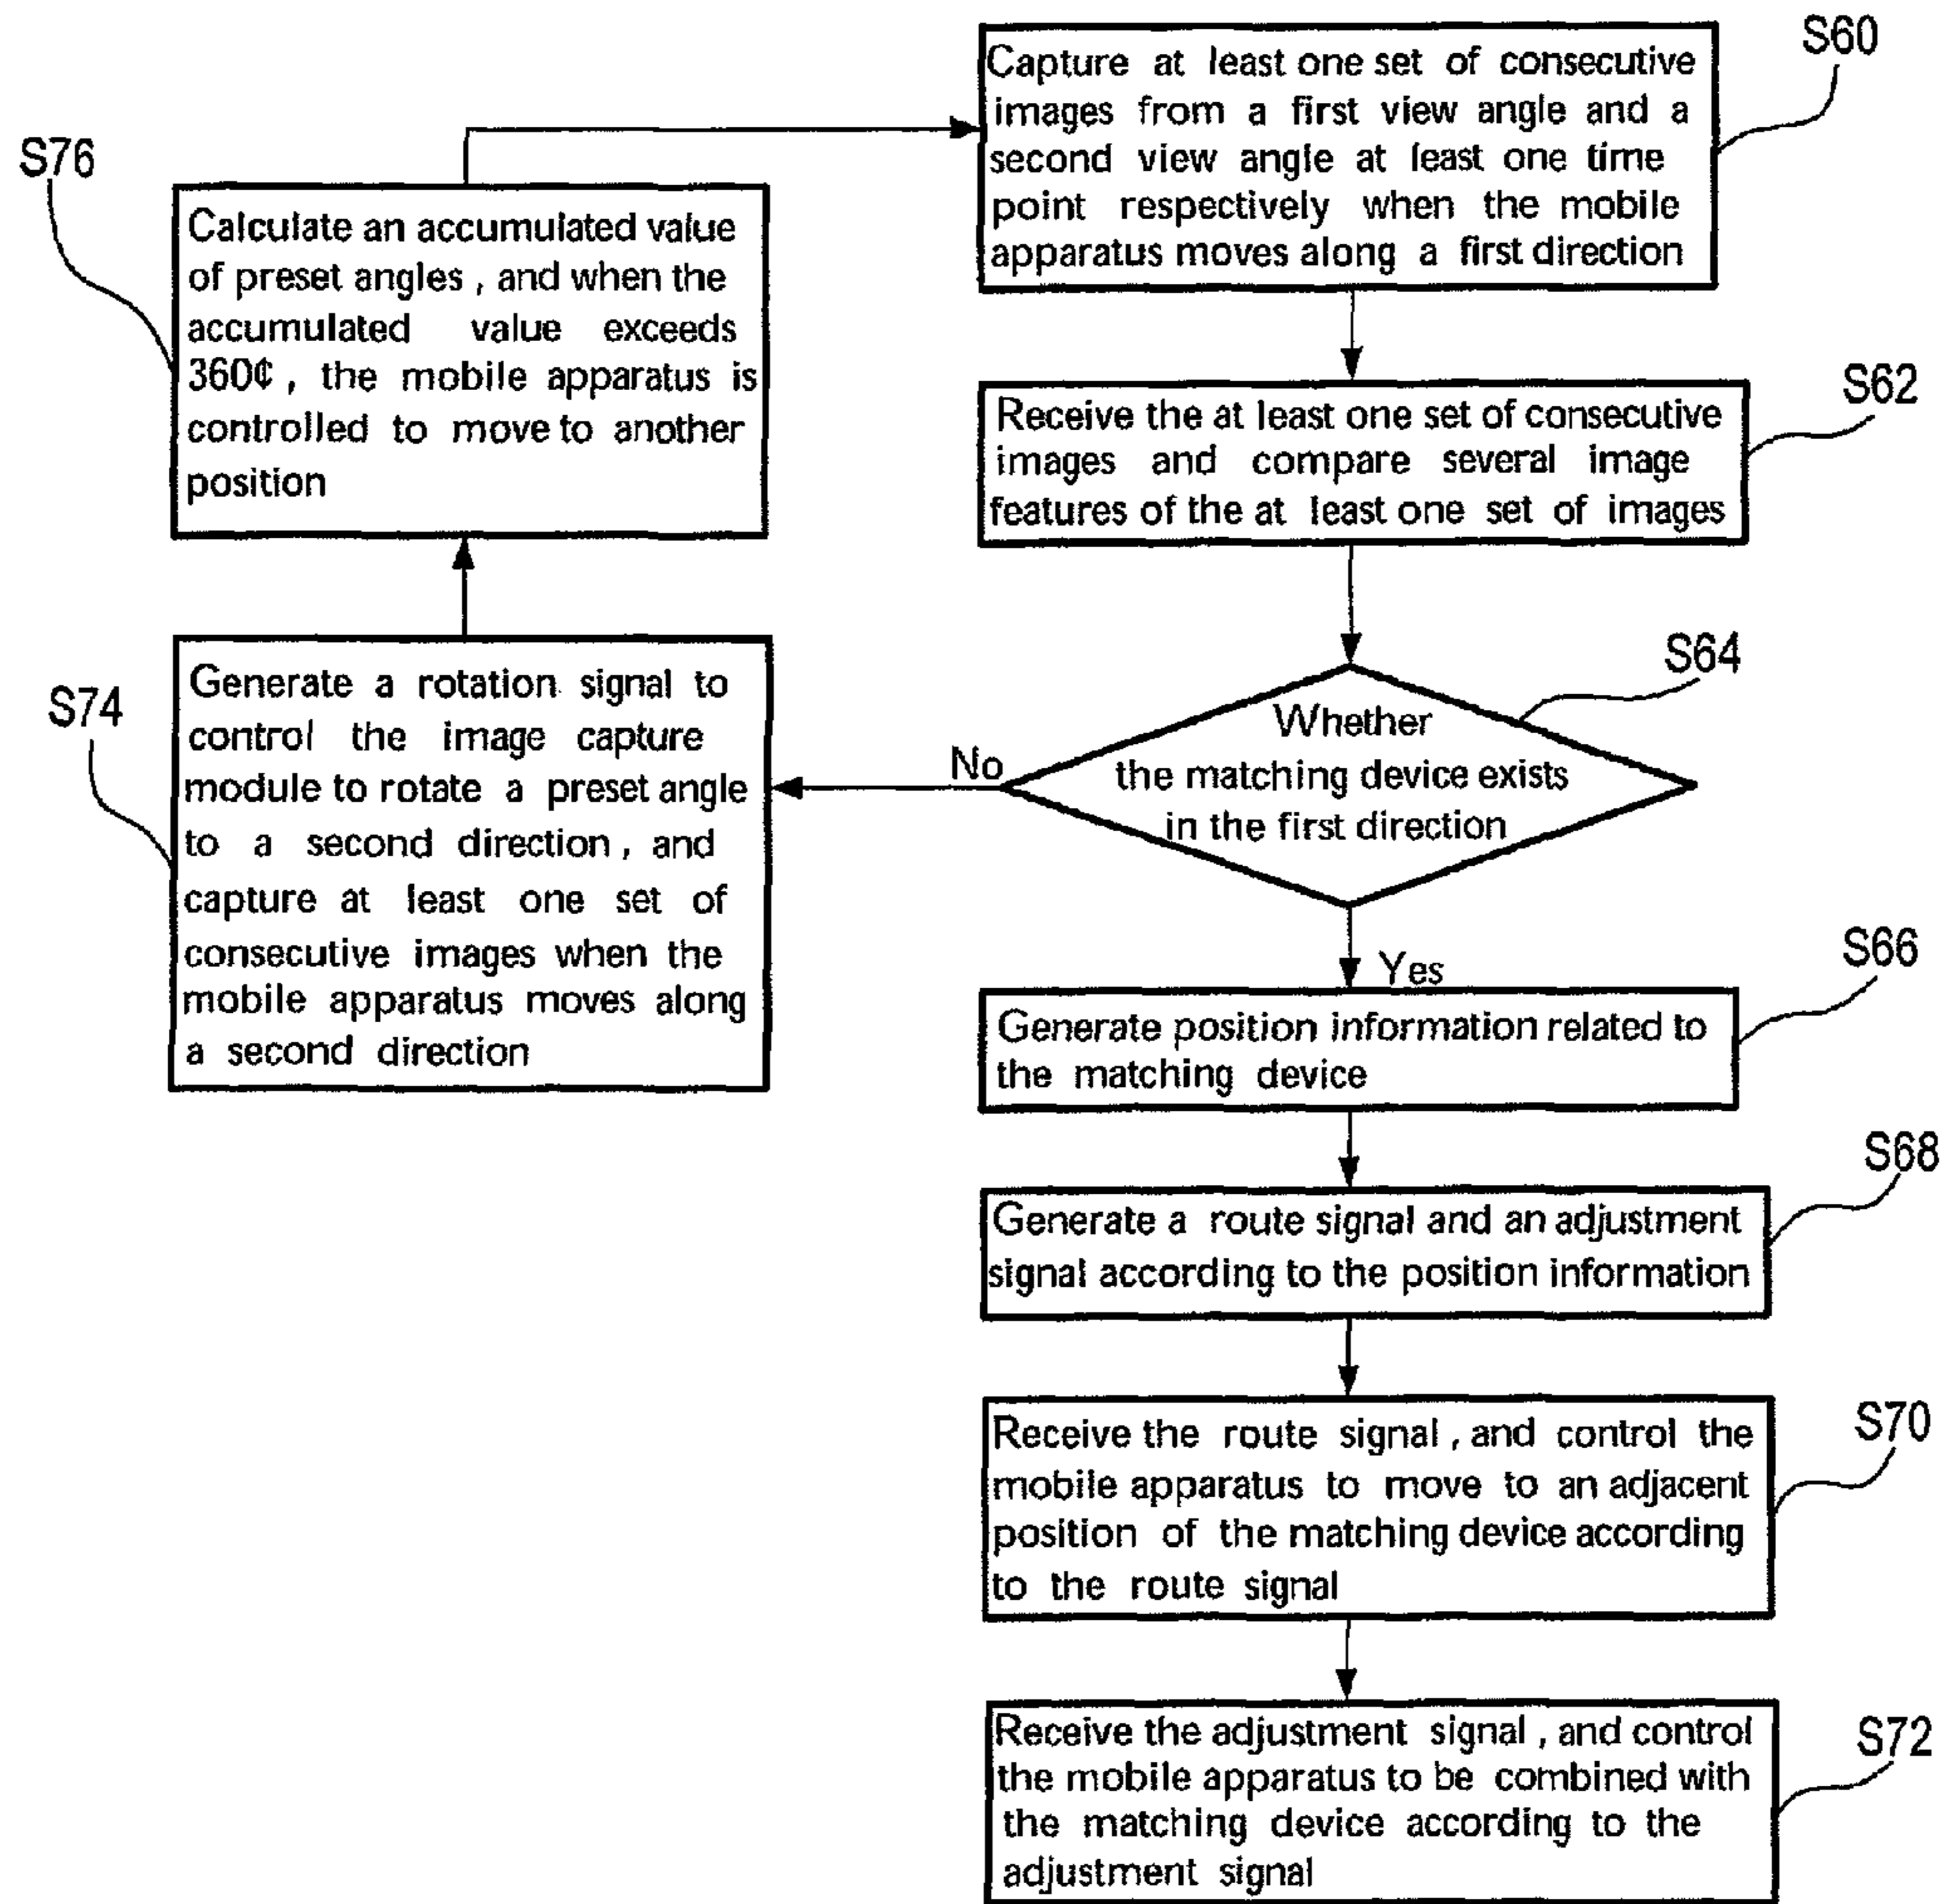 S60
Capture at least one set of consecutive
images from a first view angle and a
second view angle at least one time
point respectively when the mobile
apparatus moves along a first direction
S76
Calculate an accumulated value
of preset angles, and when the
accumulated value exceeds
360¢, the mobile apparatus is
controlled to move to another
position
S62
Receive the at least one set of consecutive
images and compare several image
features of the at least one set of images
S64
Whether
the matching device exists
in the first direction
No
S74
Generate a rotation signal to
control the image capture
module to rotate a preset angle
to a second direction, and
capture at least one set of
consecutive images when the
mobile apparatus moves along
a second direction
Yes
S66
Generate position information related to
the matching device
S68
Generate a route signal and an adjustment
signal according to the position information
S70
Receive the route signal, and control the
mobile apparatus to move to an adjacent
position of the matching device according
to the route signal
S72
Receive the adjustment signal, and control
the mobile apparatus to be combined with
the matching device according to the
adjustment signal